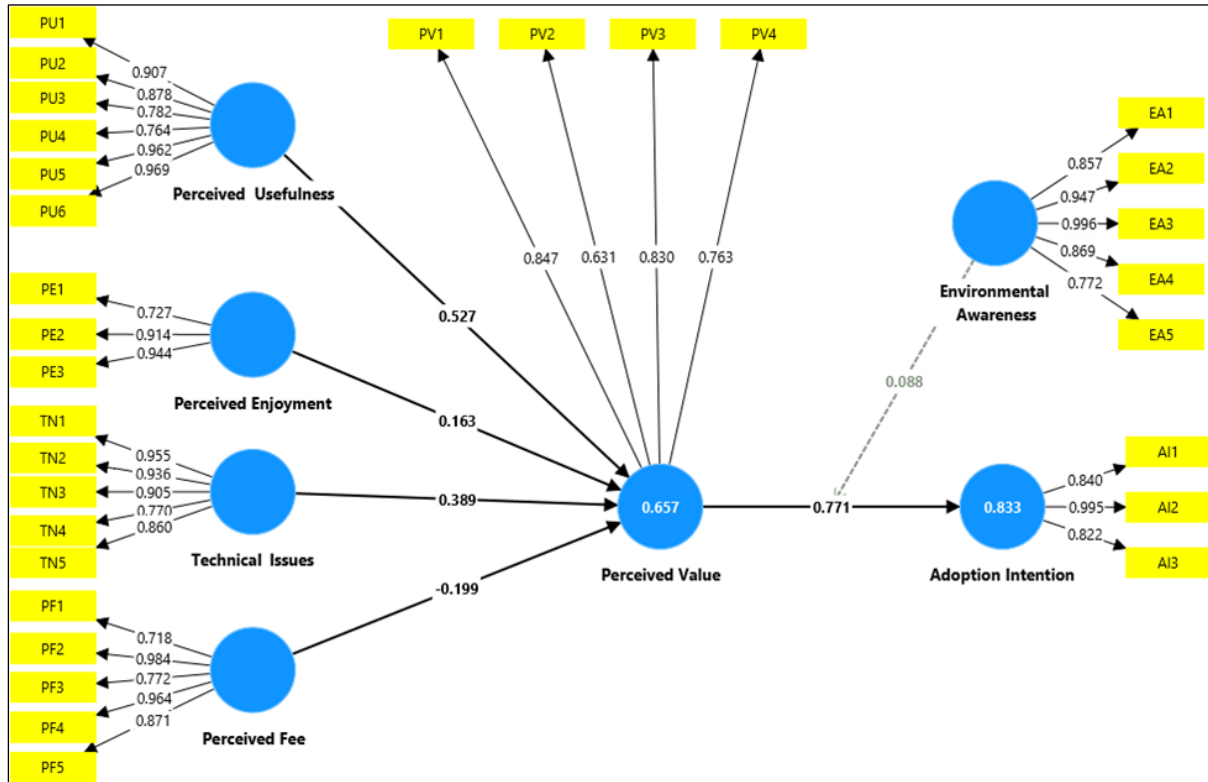 PU1
PU2
PU3
PU4
PU5
PU6
0.907
0.878
0.782
0.764
0.962
0.969
Perceived Usefulness
PE1
PE2
PE3
0.727
0.914
0.944
Perceived Enjoyment
TN1
TN2
TN3
TN4
TN5
0.955
0.936
0.905
0.770
0.860
Technical Issues
PF1
PF2
PF3
PF4
PF5
0.718
0.984
0.772
0.964
0.871
Perceived Fee
0.527
0.163
0.389
-0.199
PV1
PV2
PV3
PV4
0.847
0.631
0.830
0.763
0.657
Perceived Value
0.771
0.088
Environmental
Awareness
0.857
0.947
0.996
0.869
0.772
EA1
EA2
EA3
EA4
EA5
0.833
Adoption Intention
0.840
0.995
0.822
AI1
AI2
AI3